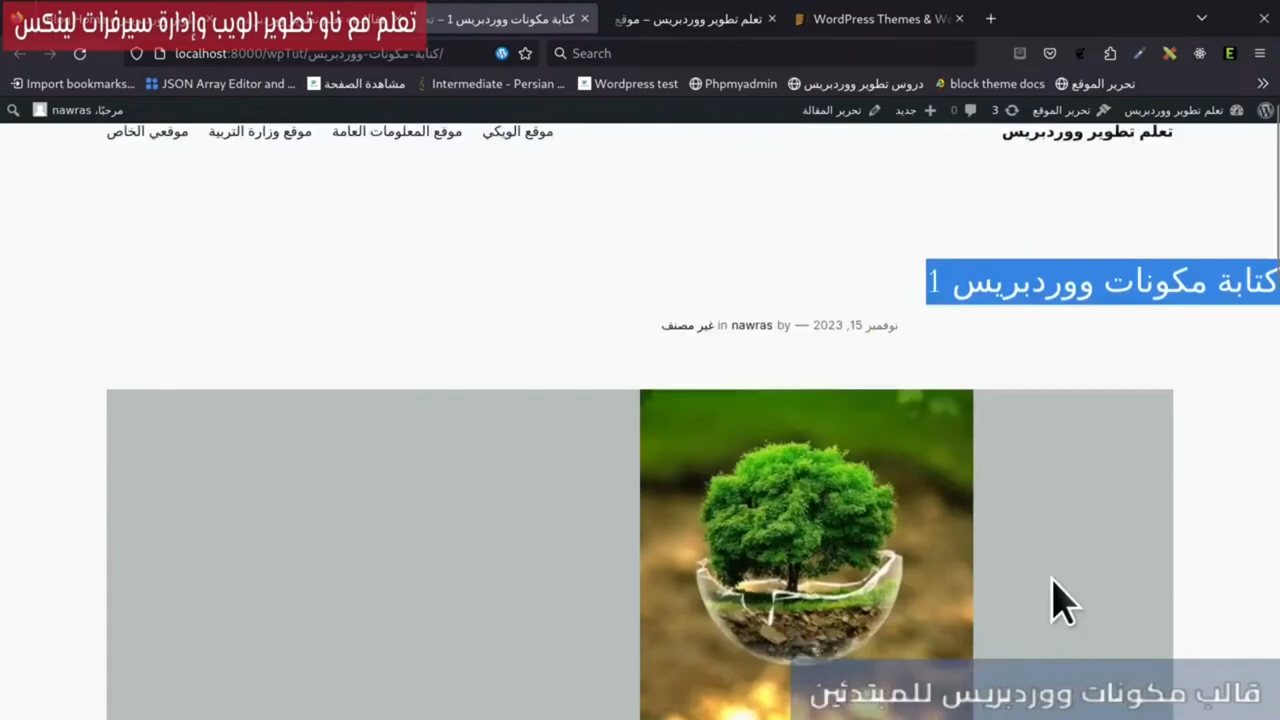 تعلم مع ناو تطوير الويب وإدارة سيرفرات لينكس
كتابة مكونات ووردبريس 1 – تعلم
تعلم تطوير ووردبريس – موقع
WordPress Themes & W
localhost:8000/wpTut/كتابة-مكونات-ووردبريس/
Search
Import bookmarks...
JSON Array Editor and ...
مشاهدة الصفحة
Intermediate - Persian ...
Wordpress test
Phpmyadmin
دروس تطوير ووردبريس
block theme docs
تحرير الموقع
تعلم تطوير ووردبريس
تحرير الموقع
3
0
جديد
تحرير المقالة
مرحبًا، nawras
تعلم تطوير ووردبريس
موقع الويكي
موقع المعلومات العامة
موقع وزارة التربية
موقعي الخاص
كتابة مكونات ووردبريس 1
نوفمبر 15, 2023 — by nawras in غير مصنف
قالب مكونات ووردبريس للمبتدئين